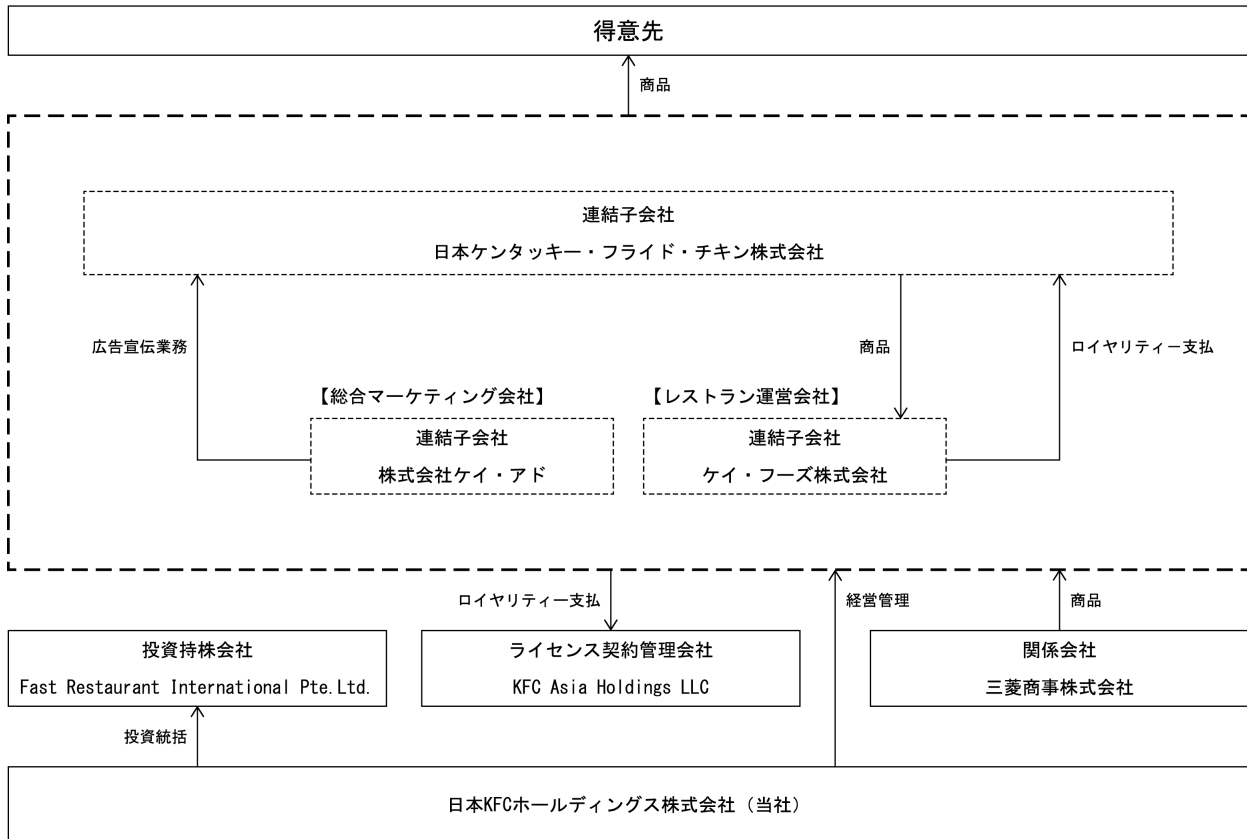 得意先
商品
連結子会社
日本ケンタッキー・フライド・チキン株式会社
広告宣伝業務
商品
ロイヤリティー支払
【総合マーケティング会社】
【レストラン運営会社】
連結子会社
株式会社ケイ・アド
連結子会社
ケイ・フーズ株式会社
ロイヤリティー支払
経営管理
商品
投資持株会社
Fast Restaurant International Pte.Ltd.
ライセンス契約管理会社
KFC Asia Holdings LLC
関係会社
三菱商事株式会社
投資統括
日本KFCホールディングス株式会社（当社）